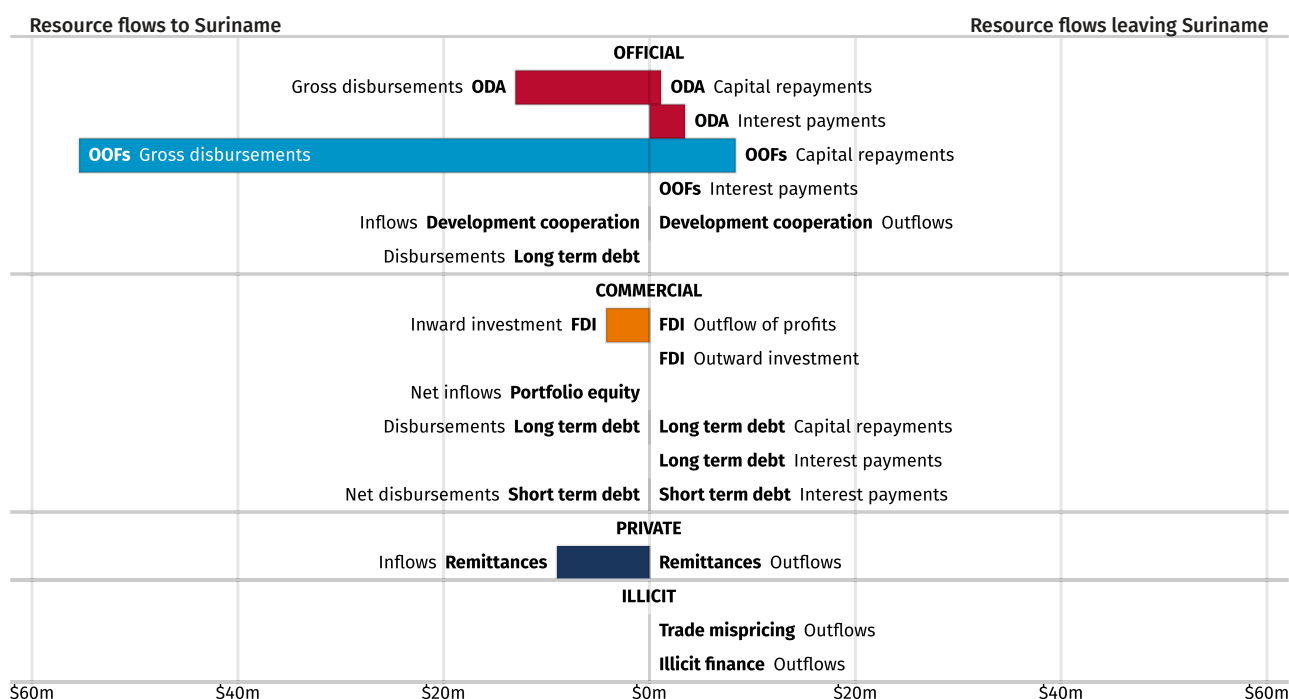 Resource flows to Suriname Resource flows leaving Suriname
OFFICIAL
Gross disbursements ODA ODA Capital repayments
ODA Interest payments
OOFs Gross disbursements OOFs Capital repayments
OOFs Interest payments
Inflows Development cooperation Development cooperation Outflows
Disbursements Long term debt
COMMERCIAL
Inward investment FDI FDI Outflow of profits
FDI Outward investment
Net inflows Portfolio equity
Disbursements Long term debt Long term debt Capital repayments
Long term debt Interest payments
Net disbursements Short term debt Short term debt Interest payments
PRIVATE
Inflows Remittances Remittances Outflows
ILLICIT
Trade mispricing Outflows
Illicit finance Outflows
$60m $40m $20m $0m $20m $40m $60m